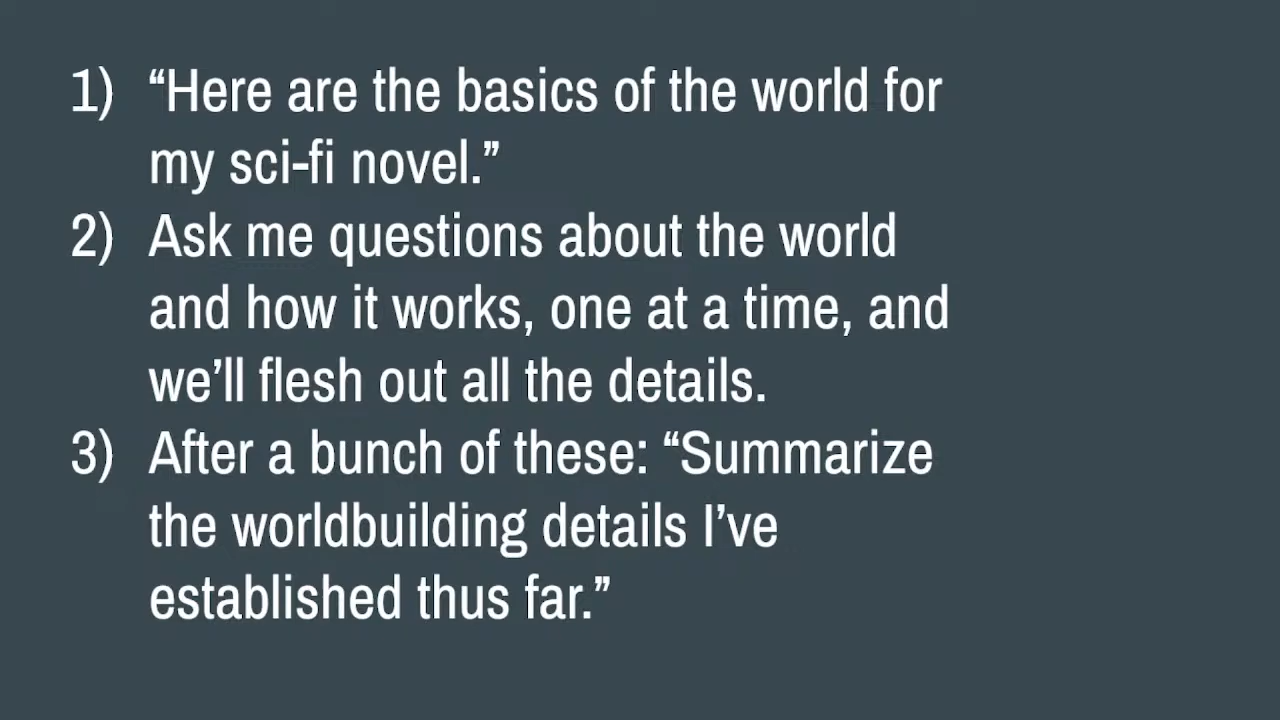 1) “Here are the basics of the world for
my sci-fi novel.”
2) Ask me questions about the world
and how it works, one at a time, and
we’ll flesh out all the details.
3) After a bunch of these: “Summarize
the worldbuilding details I’ve
established thus far.”